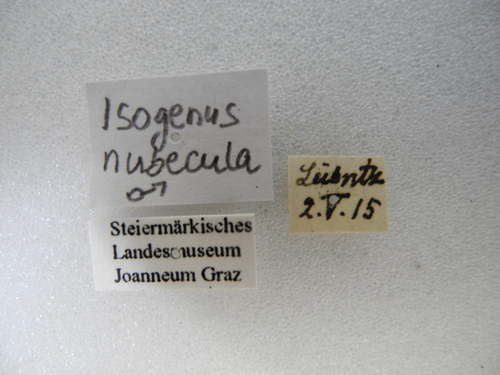 Isogenus
nubecula
♂
Steiermärkisches
Landesmuseum
Joanneum Graz
2.V.15